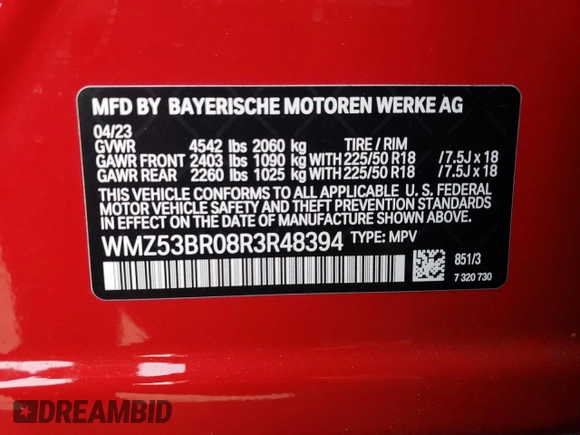 MFD BY BAYERISCHE MOTOREN WERKE AG
04/23
GVWR 4542 lbs 2060 kg TIRE / RIM
GAWR FRONT 2403 lbs 1090 kg WITH 225/50 R18 / 7.5J x 18
GAWR REAR 2260 lbs 1025 kg WITH 225/50 R18 / 7.5J x 18
THIS VEHICLE CONFORMS TO ALL APPLICABLE U. S. FEDERAL
MOTOR VEHICLE SAFETY AND THEFT PREVENTION STANDARDS
IN EFFECT ON THE DATE OF MANUFACTURE SHOWN ABOVE.
WMZ53BR08R3R48394 TYPE: MPV
851/3
7 320 730
DREAMBID